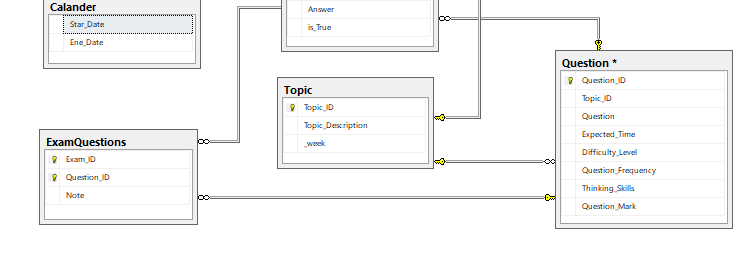 Calander
Star_Date
Ene_Date
Answer
is_True
Topic
Topic_ID
Topic_Description
_week
ExamQuestions
Exam_ID
Question_ID
Note
Question *
Question_ID
Topic_ID
Question
Expected_Time
Difficulty_Level
Question_Frequency
Thinking_Skills
Question_Mark